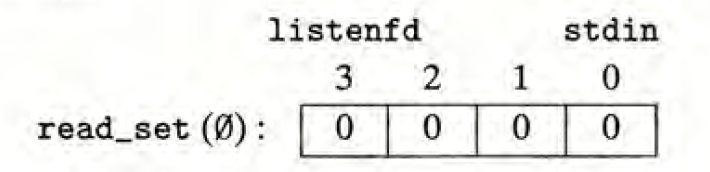 listenfd stdin
3 2 1 0
read_set (Ø): 0 0 0 0